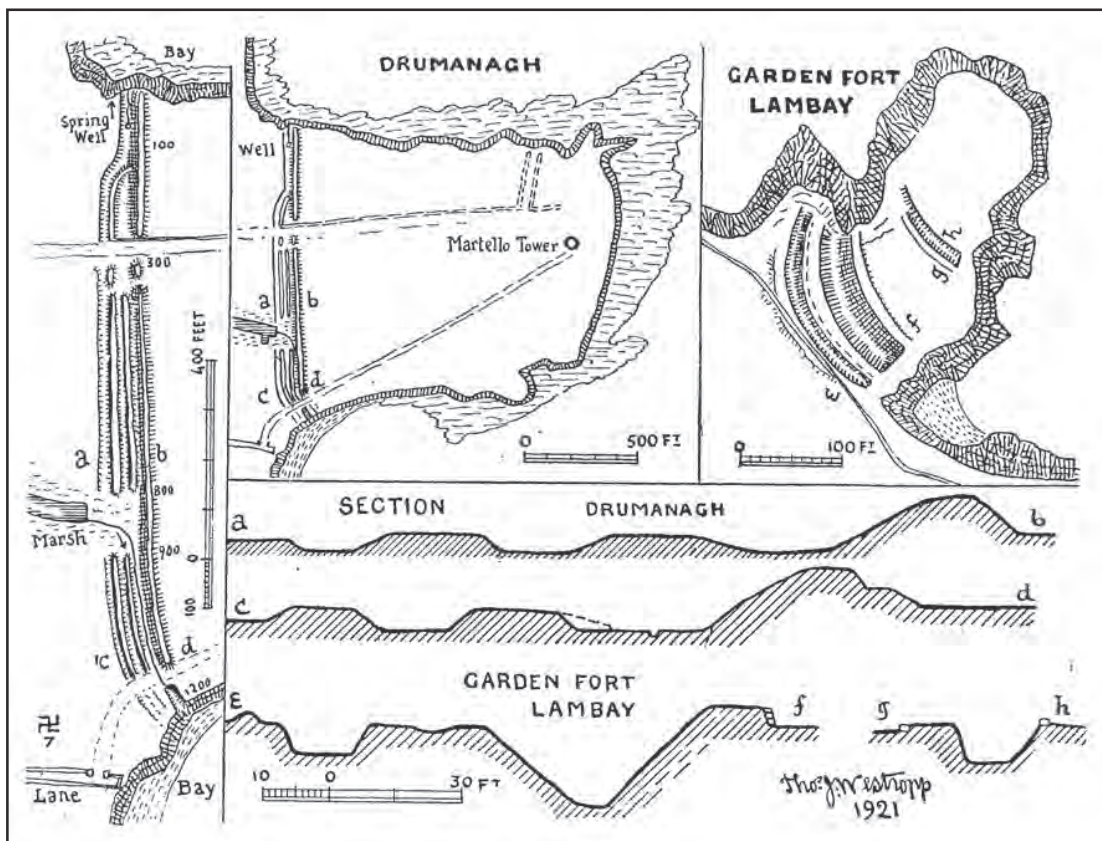 Bay
Spring
Well
100
300
400 FEET
a
b
800
Marsh
900
0
100
c
d
1200
Lane
Bay
DRUMANAGH
Well
Martello Tower
a
b
c
d
0 500 FT
GARDEN FORT
LAMBAY
h
g
f
ε
0 100 FT
SECTION DRUMANAGH
a b
c d
GARDEN FORT
LAMBAY
ε f g h
10 0 30 FT
Tho: J. Westropp
1921